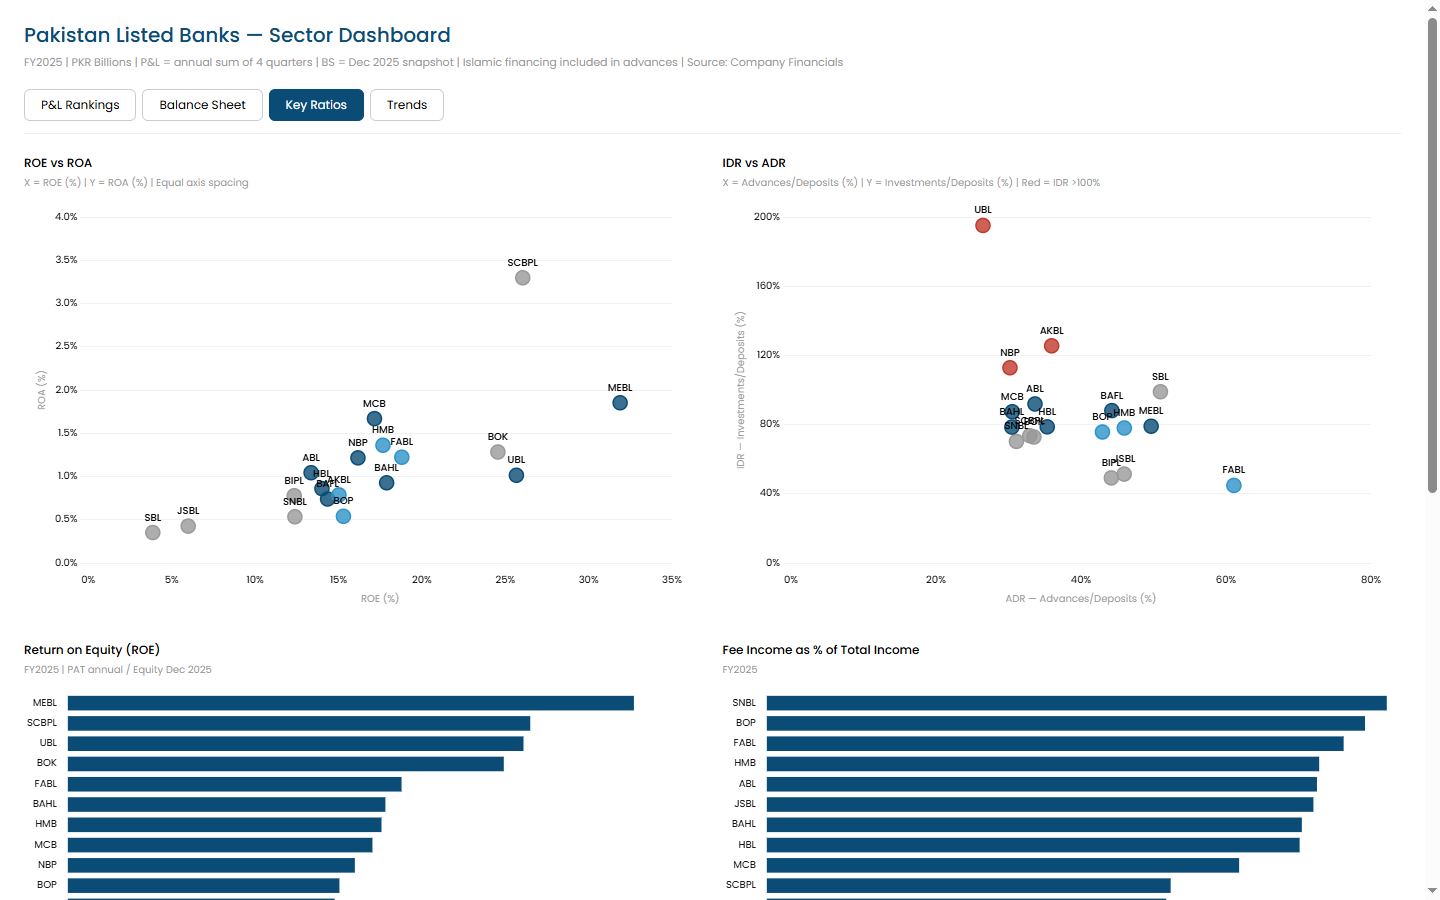 Pakistan Listed Banks — Sector Dashboard
FY2025 | PKR Billions | P&L = annual sum of 4 quarters | BS = Dec 2025 snapshot | Islamic financing included in advances | Source: Company Financials
P&L Rankings
Balance Sheet
Key Ratios
Trends
ROE vs ROA
X = ROE (%) | Y = ROA (%) | Equal axis spacing
4.0%
3.5%
3.0%
2.5%
2.0%
1.5%
1.0%
0.5%
0.0%
ROA (%)
SCBPL
MEBL
MCB
HMB
NBP
FABL
BOK
ABL
BAHL
UBL
HBL
AKBL
BAFL
BIPL
SNBL
BOP
SBL
JSBL
0%
5%
10%
15%
20%
25%
30%
35%
ROE (%)
IDR vs ADR
X = Advances/Deposits (%) | Y = Investments/Deposits (%) | Red = IDR >100%
200%
160%
120%
80%
40%
0%
IDR — Investments/Deposits (%)
UBL
AKBL
NBP
SBL
ABL
MCB
BAFL
BAHL
HBL
BOP
HMB
MEBL
SNBL
SCBPL
BIPL
JSBL
FABL
0%
20%
40%
60%
80%
ADR — Advances/Deposits (%)
Return on Equity (ROE)
FY2025 | PAT annual / Equity Dec 2025
MEBL
SCBPL
UBL
BOK
FABL
BAHL
HMB
MCB
NBP
BOP
Fee Income as % of Total Income
FY2025
SNBL
BOP
FABL
HMB
ABL
JSBL
BAHL
HBL
MCB
SCBPL